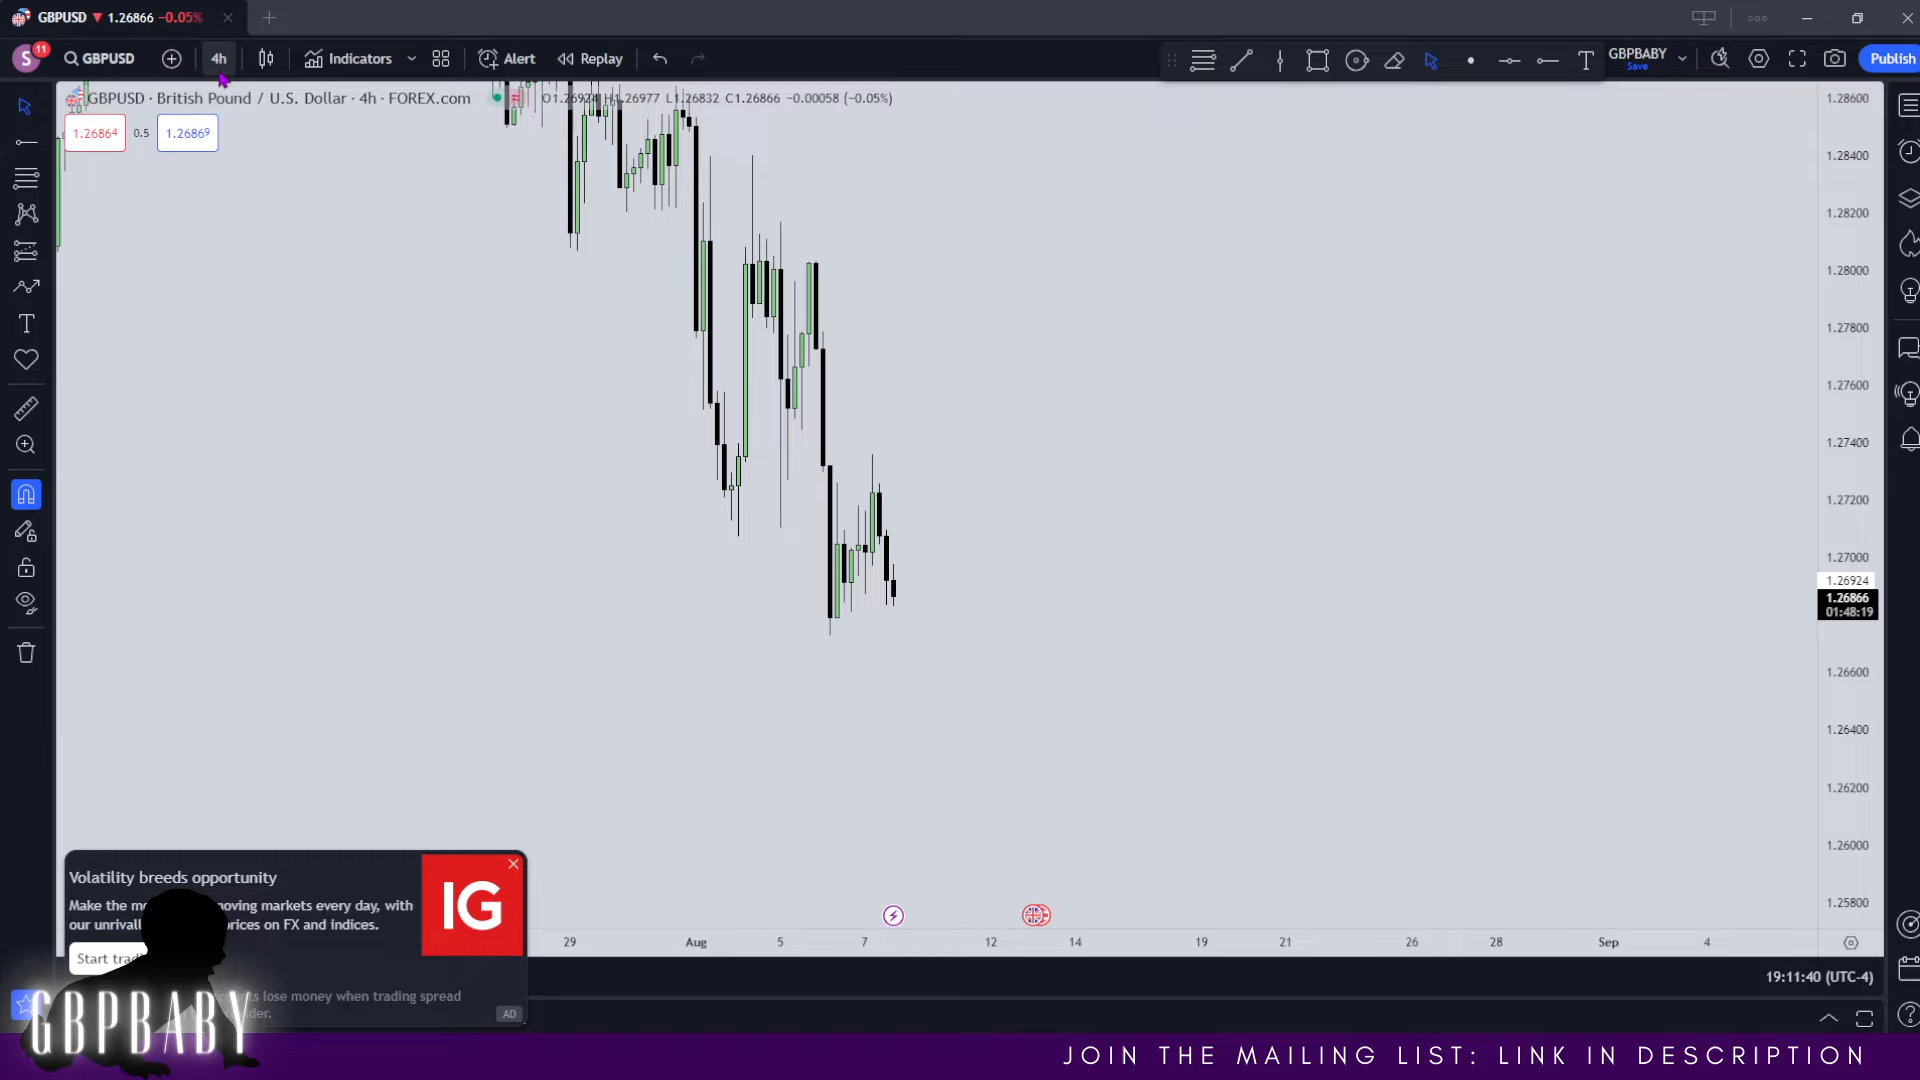 GBPUSD 1.26866 −0.05%
S 11 GBPUSD 4h Indicators Alert Replay GBPBABY Save Publish
GBPUSD · British Pound / U.S. Dollar · 4h · FOREX.com O1.26924 H1.26977 L1.26832 C1.26866 −0.00058 (−0.05%)
1.26864 0.5 1.26869
1.28600
1.28400
1.28200
1.28000
1.27800
1.27600
1.27400
1.27200
1.27000
1.26924
1.26866
01:48:19
1.26600
1.26400
1.26200
1.26000
1.25800
Volatility breeds opportunity
Make the moving markets every day, with
our prices on FX and indices.
Start
lose money when trading spread
IG
AD
29 Aug 5 7 12 14 19 21 26 28 Sep 4
19:11:40 (UTC-4)
GBPBABY
JOIN THE MAILING LIST: LINK IN DESCRIPTION